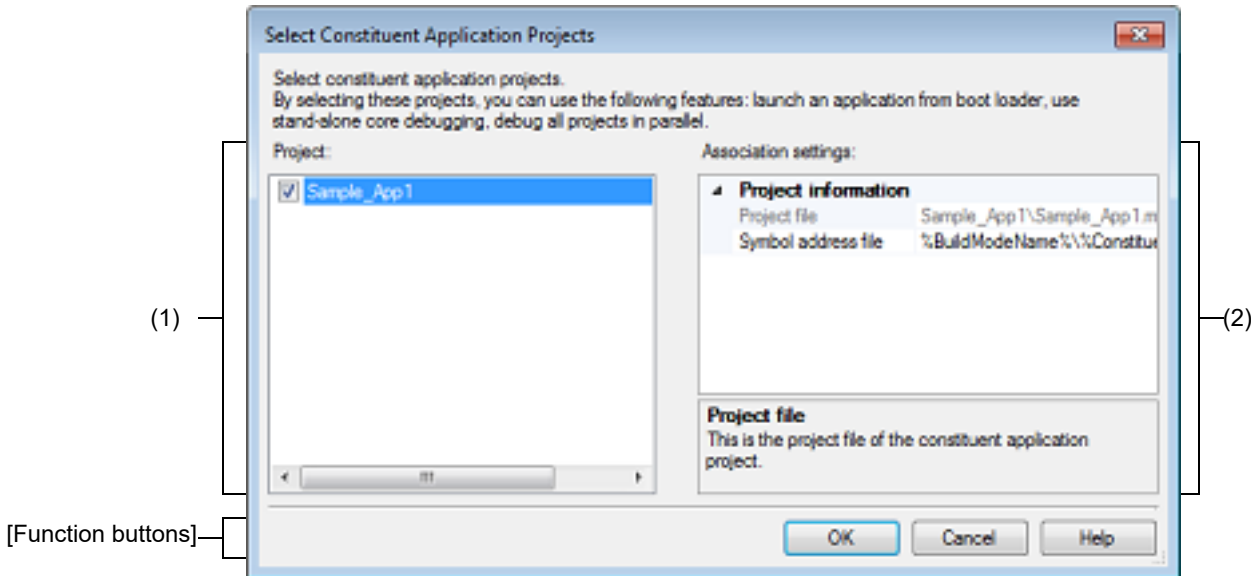 Select Constituent Application Projects
Select constituent application projects.
By selecting these projects, you can use the following features: launch an application from boot loader, use
stand-alone core debugging, debug all projects in parallel.
Project:
Association settings:
Sample_App1
Project information
Project file Sample_App1\Sample_App1.m
Symbol address file %BuildModeName%\%Constitue
(1)
(2)
Project file
This is the project file of the constituent application
project.
[Function buttons]
OK Cancel Help